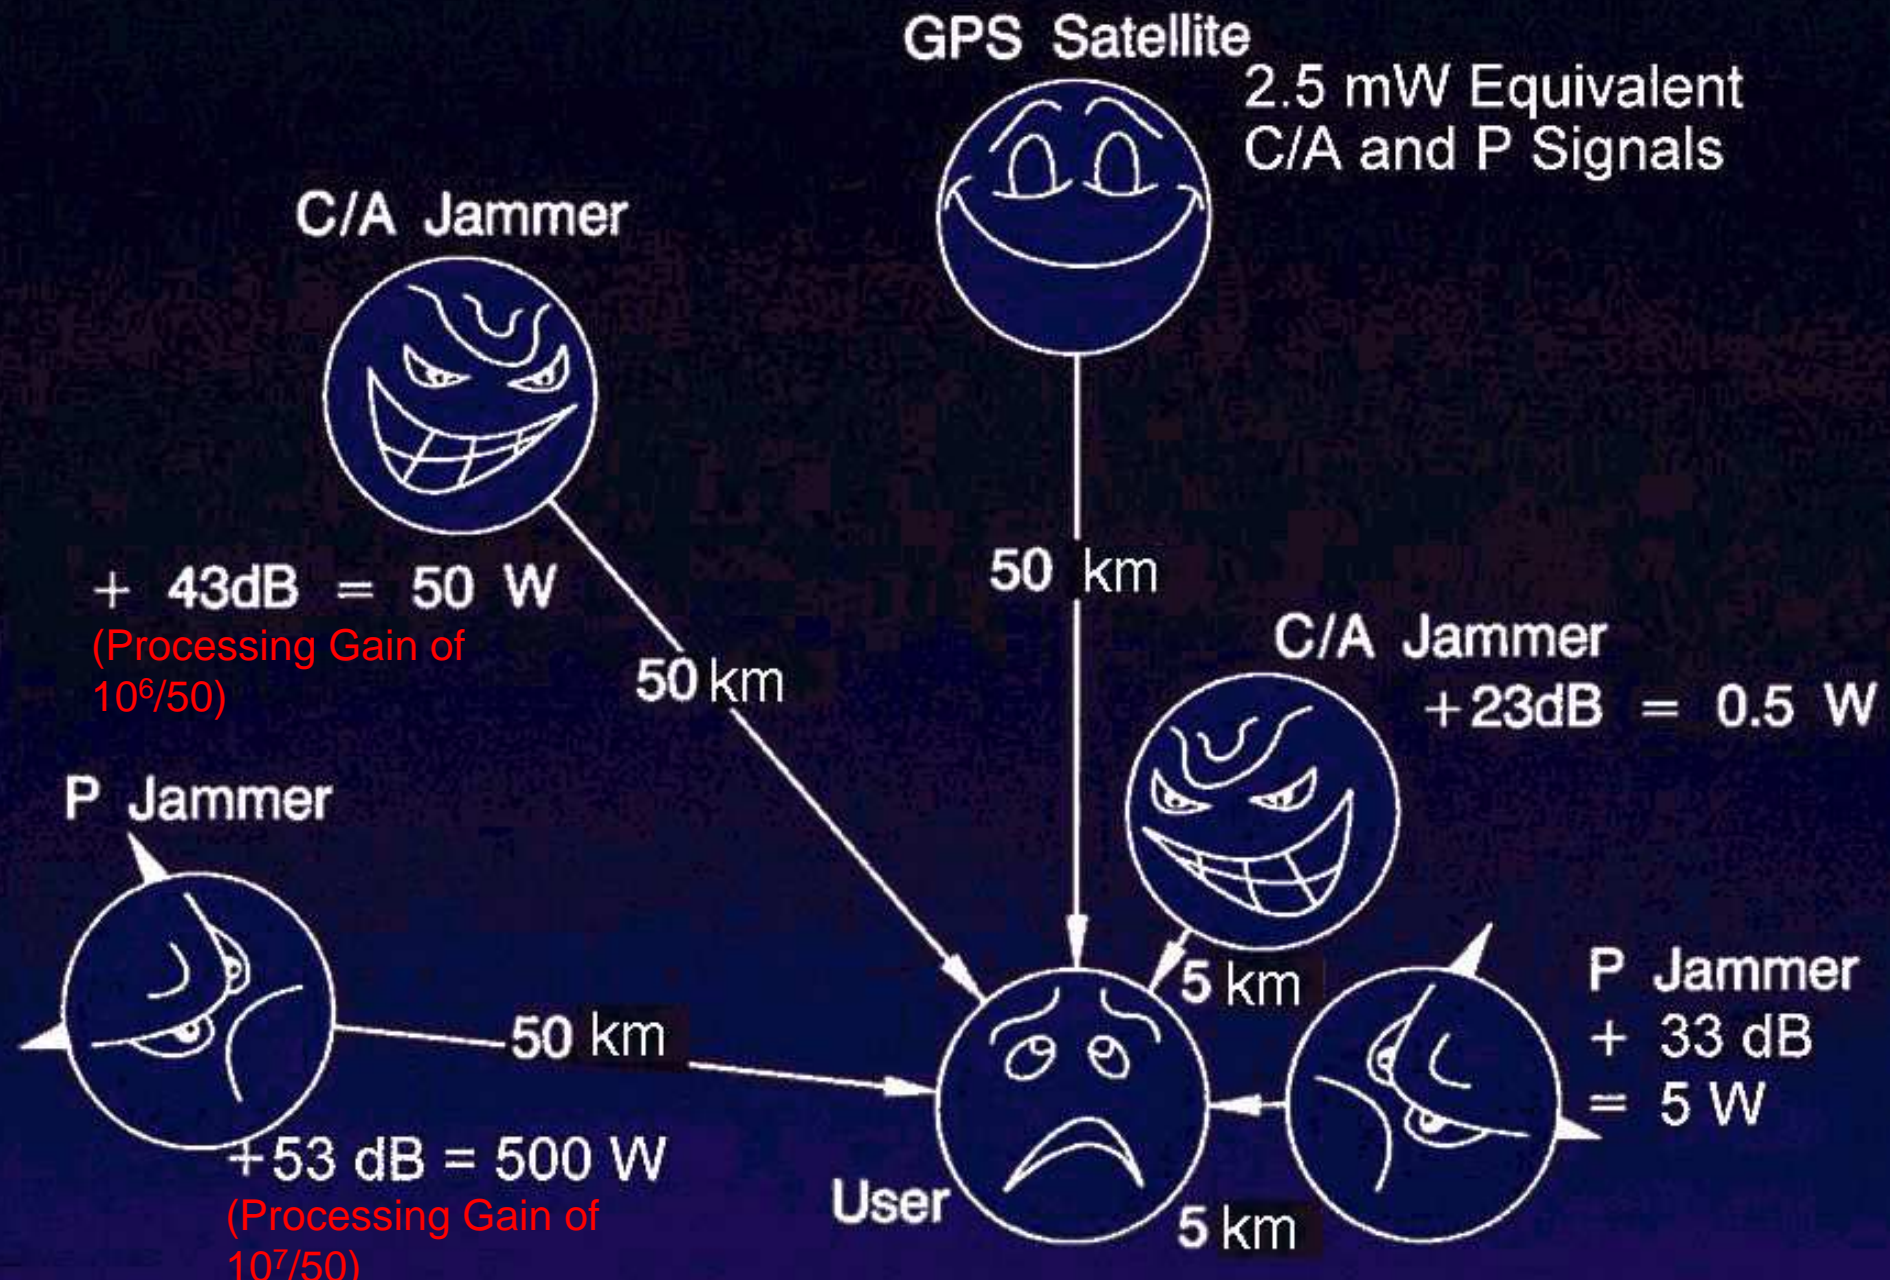 GPS Satellite
2.5 mW Equivalent
C/A and P Signals
C/A Jammer
+ 43dB = 50 W
(Processing Gain of
10⁶/50)
50 km
50 km
C/A Jammer
+23dB = 0.5 W
5 km
P Jammer
50 km
+53 dB = 500 W
(Processing Gain of
10⁷/50)
User
P Jammer
+ 33 dB
= 5 W
5 km